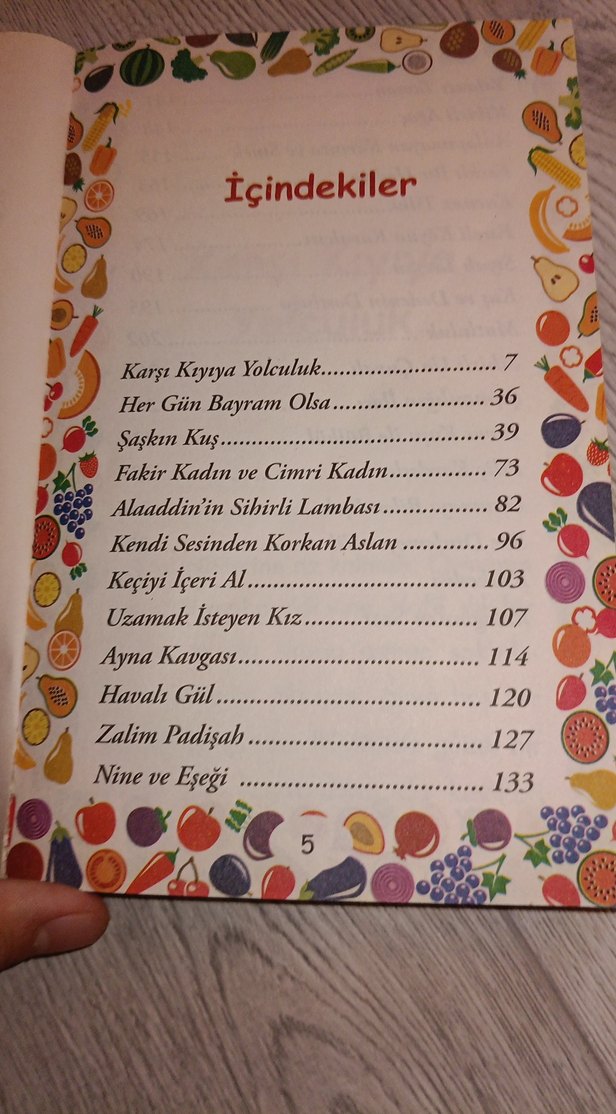 İçindekiler
Karşı Kıyıya Yolculuk.............................. 7
Her Gün Bayram Olsa.......................... 36
Şaşkın Kuş............................................. 39
Fakir Kadın ve Cimri Kadın................ 73
Alaaddin'in Sihirli Lambası................. 82
Kendi Sesinden Korkan Aslan .............. 96
Keçiyi İçeri Al...................................... 103
Uzamak İsteyen Kız............................. 107
Ayna Kavgası........................................ 114
Havalı Gül........................................... 120
Zalim Padişah ..................................... 127
Nine ve Eşeği ...................................... 133
5